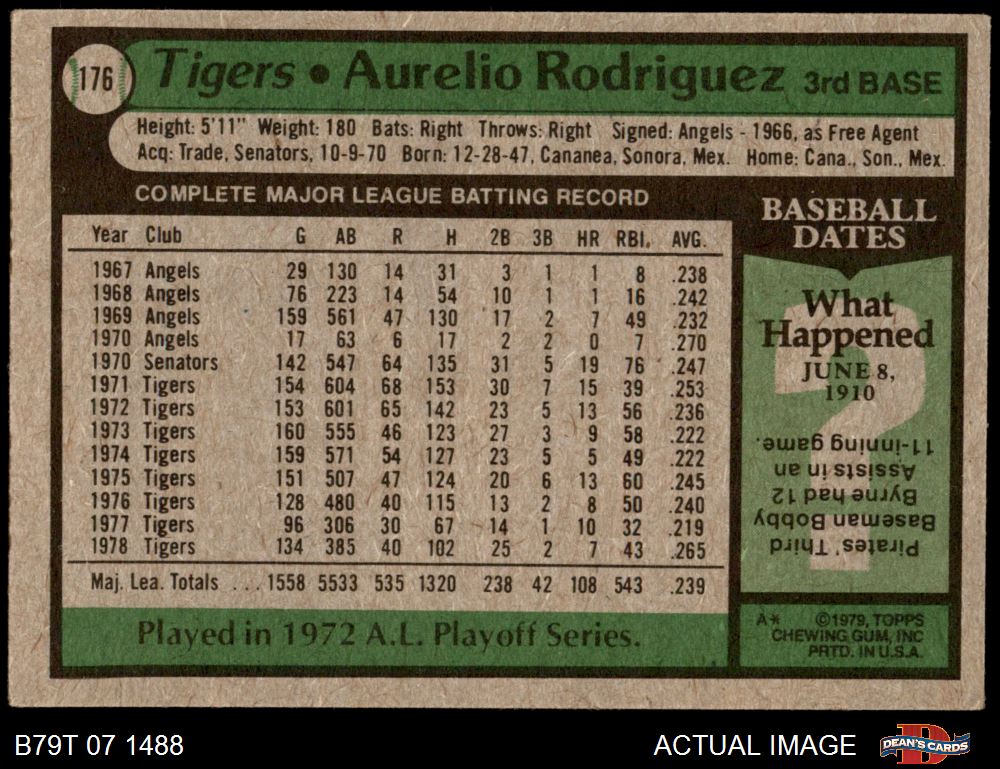 176
Tigers • Aurelio Rodriguez 3rd BASE
Height: 5'11" Weight: 180 Bats: Right Throws: Right Signed: Angels - 1966, as Free Agent
Acq: Trade, Senators, 10-9-70 Born: 12-28-47, Cananea, Sonora, Mex. Home: Cana., Son., Mex.
COMPLETE MAJOR LEAGUE BATTING RECORD
Year Club G AB R H 2B 3B HR RBI. AVG.
1967 Angels 29 130 14 31 3 1 1 8 .238
1968 Angels 76 223 14 54 10 1 1 16 .242
1969 Angels 159 561 47 130 17 2 7 49 .232
1970 Angels 17 63 6 17 2 2 0 7 .270
1970 Senators 142 547 64 135 31 5 19 76 .247
1971 Tigers 154 604 68 153 30 7 15 39 .253
1972 Tigers 153 601 65 142 23 5 13 56 .236
1973 Tigers 160 555 46 123 27 3 9 58 .222
1974 Tigers 159 571 54 127 23 5 5 49 .222
1975 Tigers 151 507 47 124 20 6 13 60 .245
1976 Tigers 128 480 40 115 13 2 8 50 .240
1977 Tigers 96 306 30 67 14 1 10 32 .219
1978 Tigers 134 385 40 102 25 2 7 43 .265
Maj. Lea. Totals ... 1558 5533 535 1320 238 42 108 543 .239
Played in 1972 A.L. Playoff Series.
BASEBALL
DATES
What
Happened
JUNE 8,
1910
Pirates' Third
Baseman Bobby
Byrne had 12
Assists in an
11-inning game.
A* ©1979, TOPPS
CHEWING GUM, INC
PRTD. IN U.S.A.
B79T 07 1488
ACTUAL IMAGE
DEAN'S CARDS